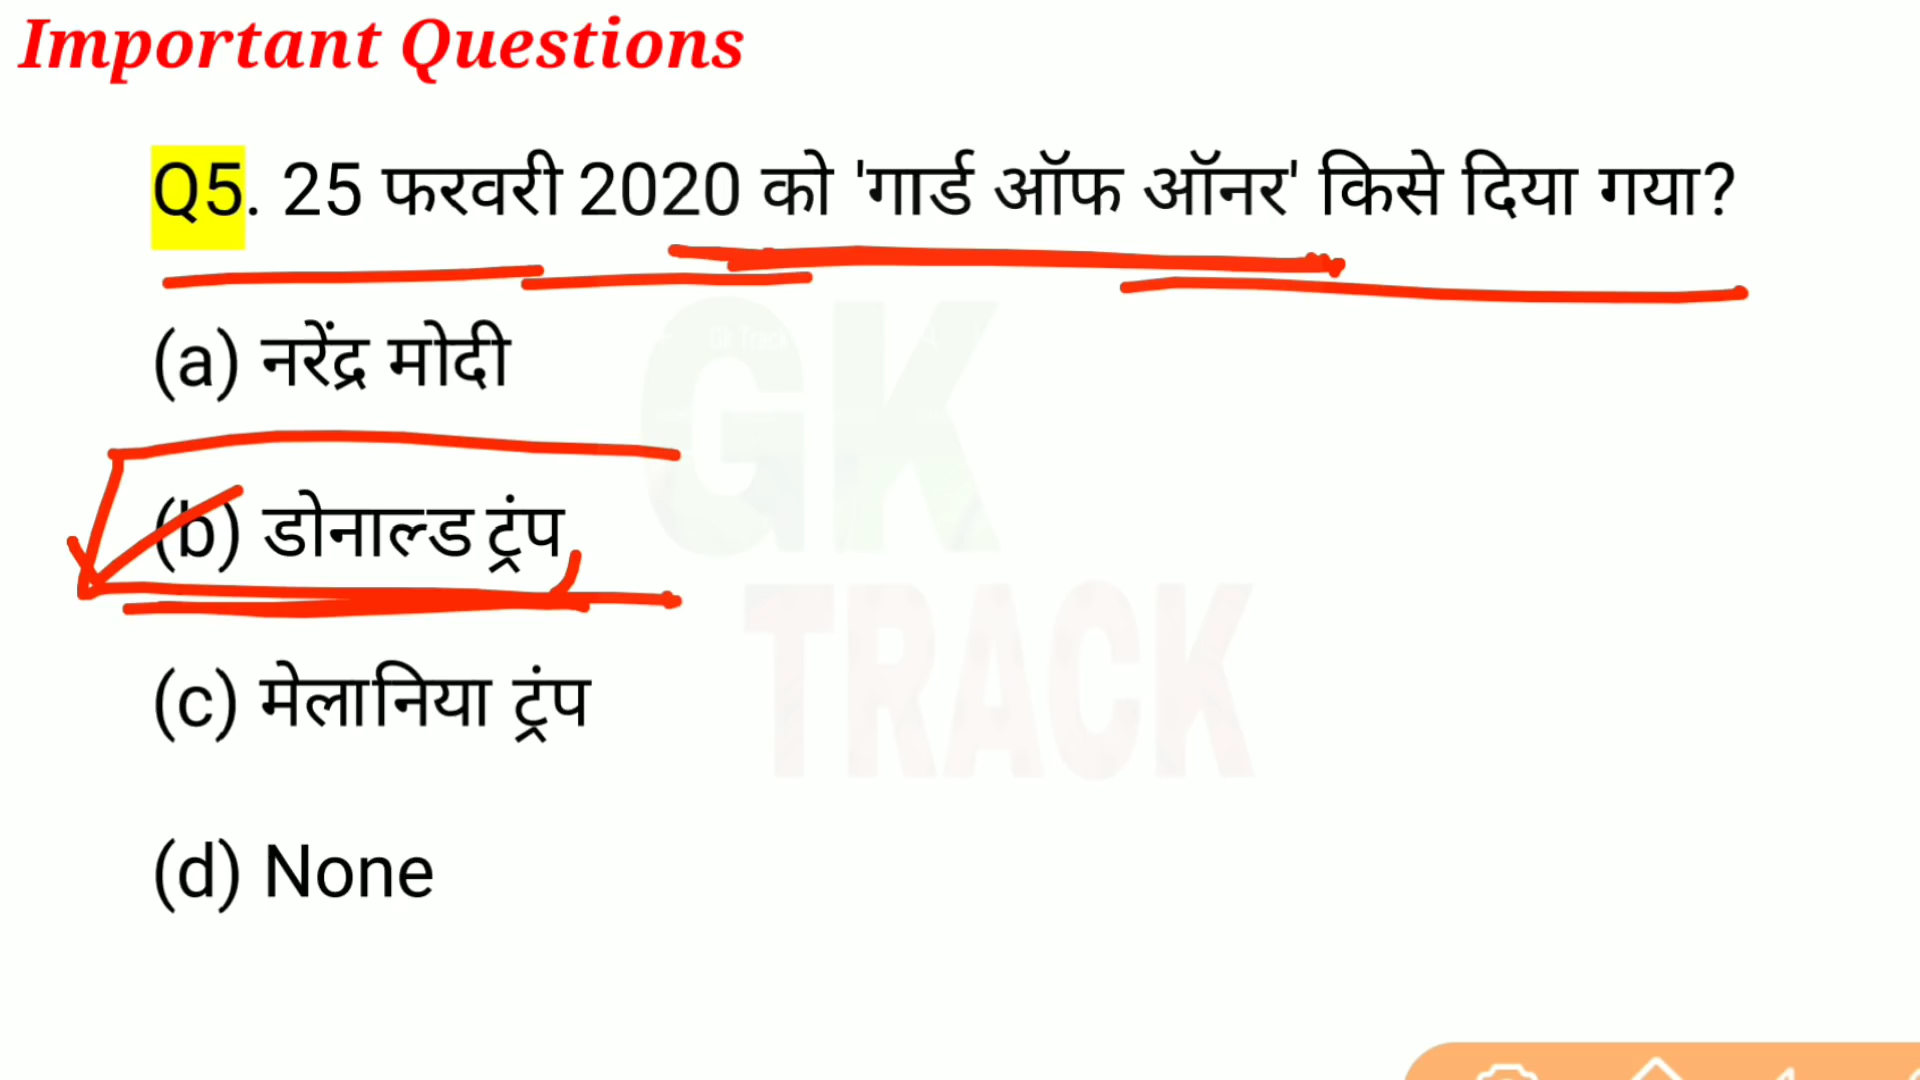 Important Questions
Q5. 25 फरवरी 2020 को 'गार्ड ऑफ ऑनर' किसे दिया गया?
(a) नरेंद्र मोदी
(b) डोनाल्ड ट्रंप
(c) मेलानिया ट्रंप
(d) None
GK
TRACK